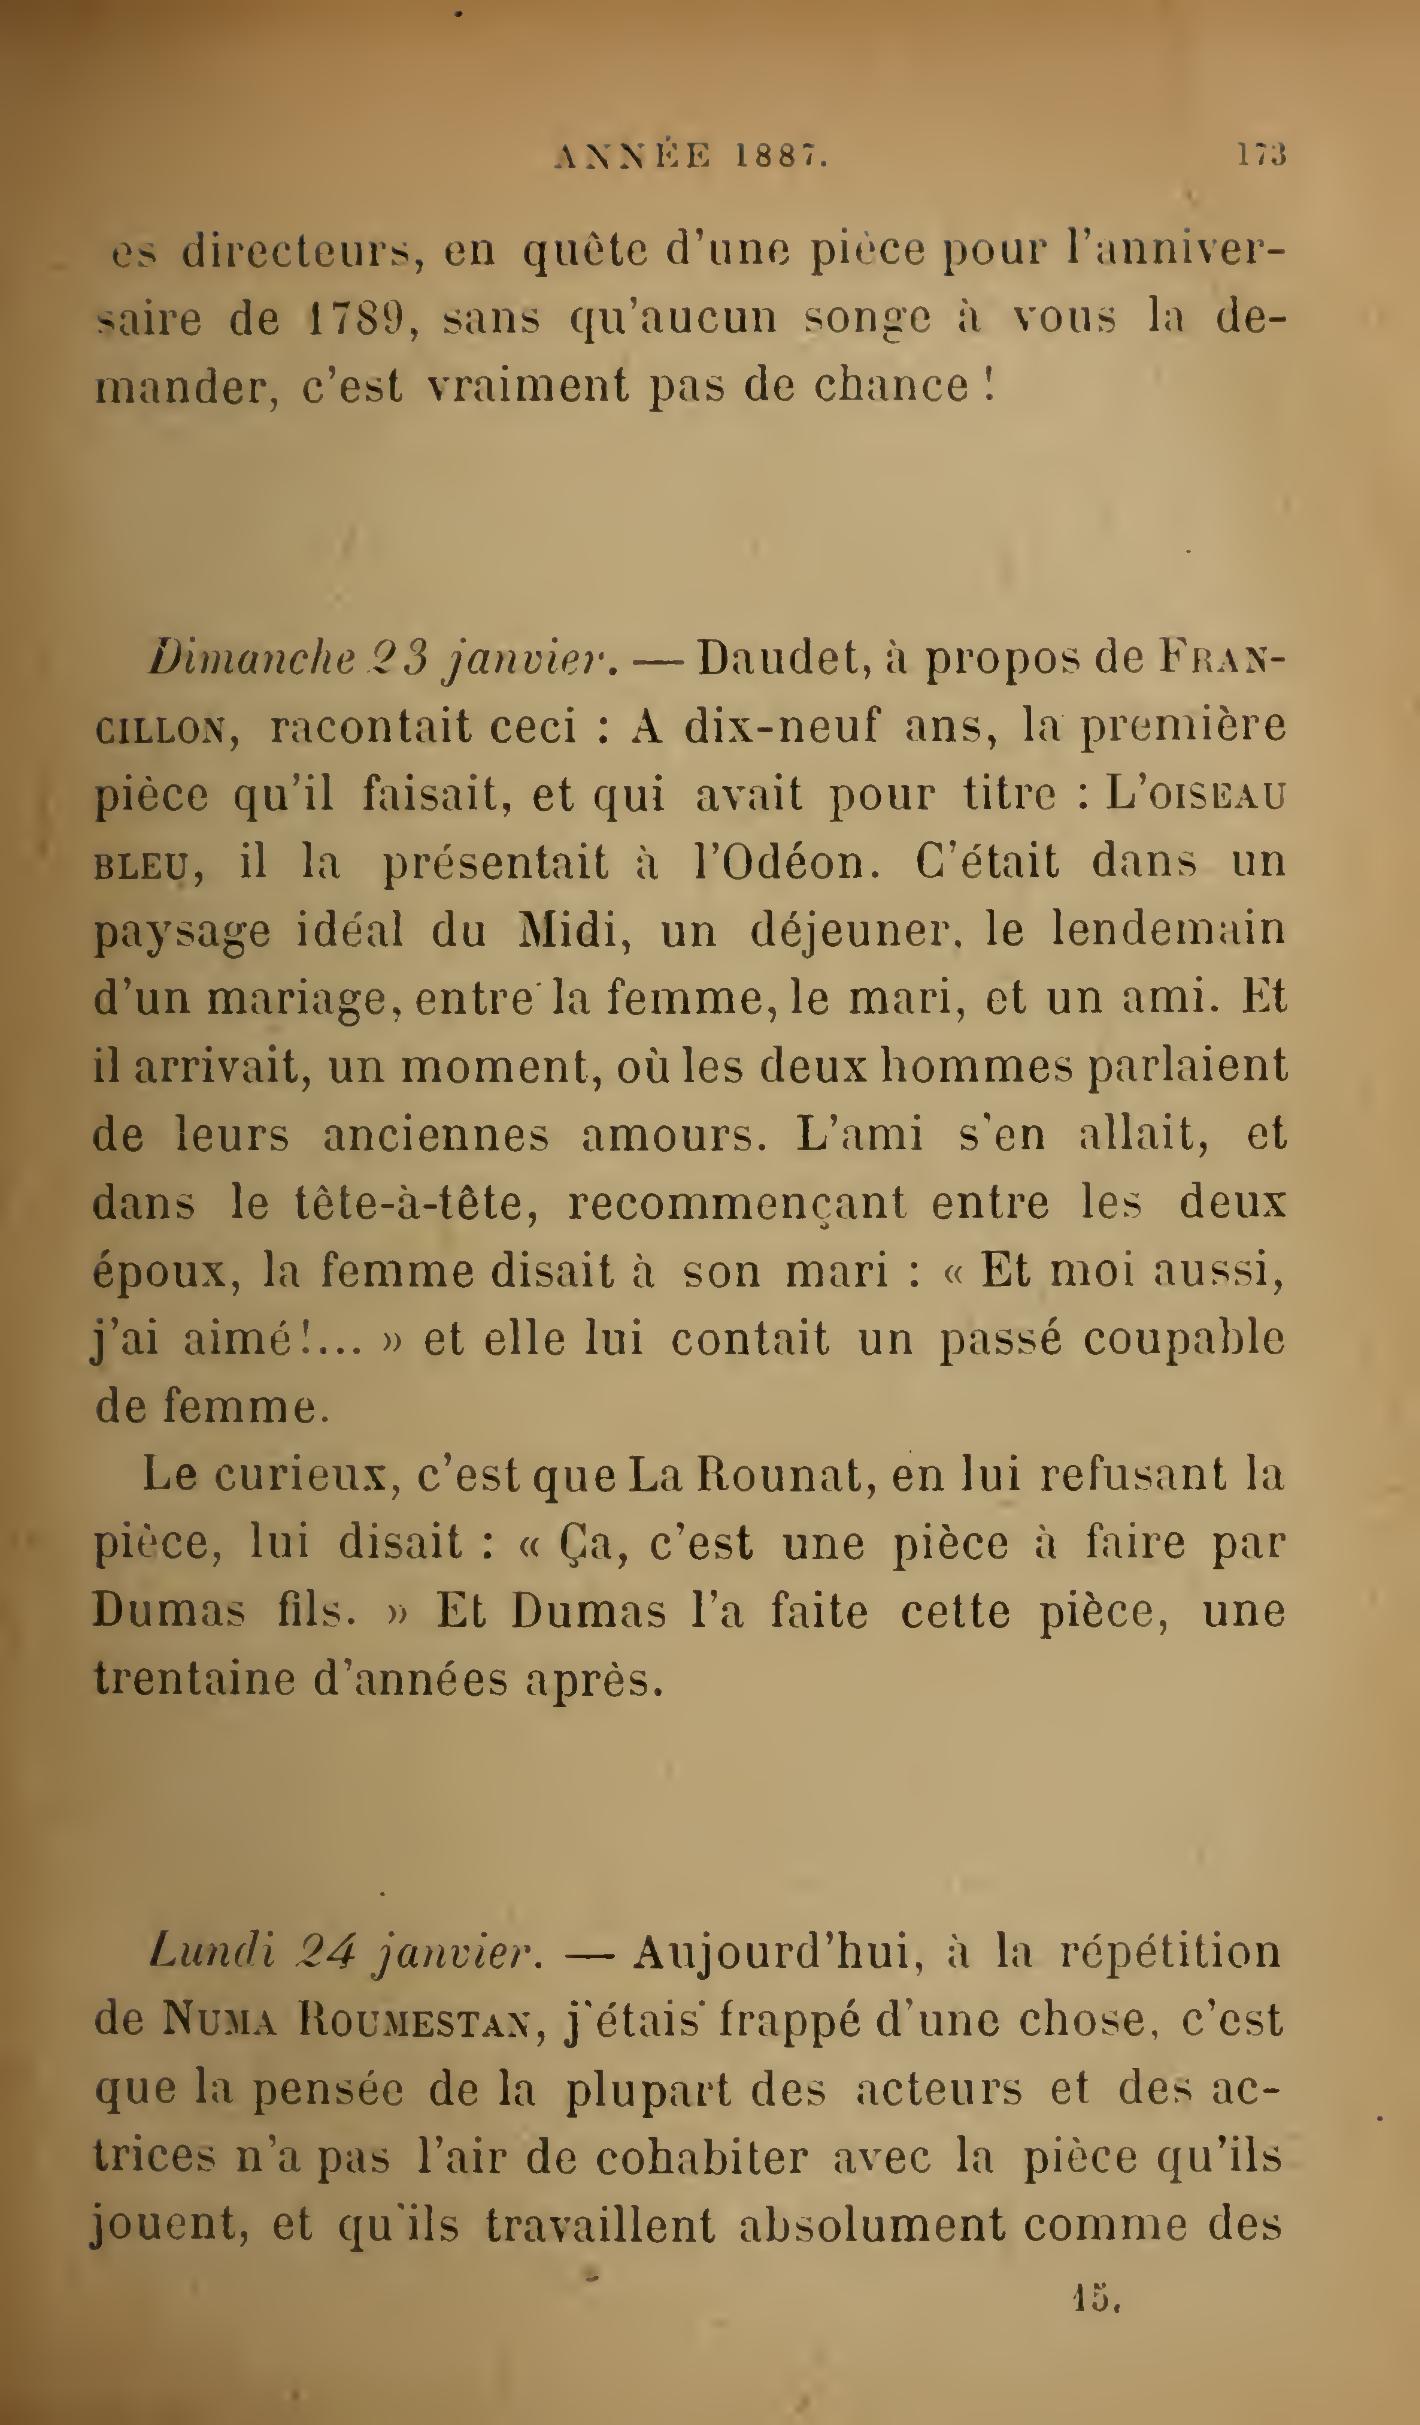 ANNÉE 1887. 173
es directeurs, en quête d'une pièce pour l'anniver-
saire de 1789, sans qu'aucun songe à vous la de-
mander, c'est vraiment pas de chance !
Dimanche 23 janvier. — Daudet, à propos de FRAN-
CILLON, racontait ceci : A dix-neuf ans, la première
pièce qu'il faisait, et qui avait pour titre : L'OISEAU
BLEU, il la présentait à l'Odéon. C'était dans un
paysage idéal du Midi, un déjeuner, le lendemain
d'un mariage, entre la femme, le mari, et un ami. Et
il arrivait, un moment, où les deux hommes parlaient
de leurs anciennes amours. L'ami s'en allait, et
dans le tête-à-tête, recommençant entre les deux
époux, la femme disait à son mari : « Et moi aussi,
j'ai aimé!... » et elle lui contait un passé coupable
de femme.
Le curieux, c'est que La Rounat, en lui refusant la
pièce, lui disait : « Ça, c'est une pièce à faire par
Dumas fils. » Et Dumas l'a faite cette pièce, une
trentaine d'années après.
Lundi 24 janvier. — Aujourd'hui, à la répétition
de NUMA ROUMESTAN, j'étais frappé d'une chose, c'est
que la pensée de la plupart des acteurs et des ac-
trices n'a pas l'air de cohabiter avec la pièce qu'ils
jouent, et qu'ils travaillent absolument comme des
15.